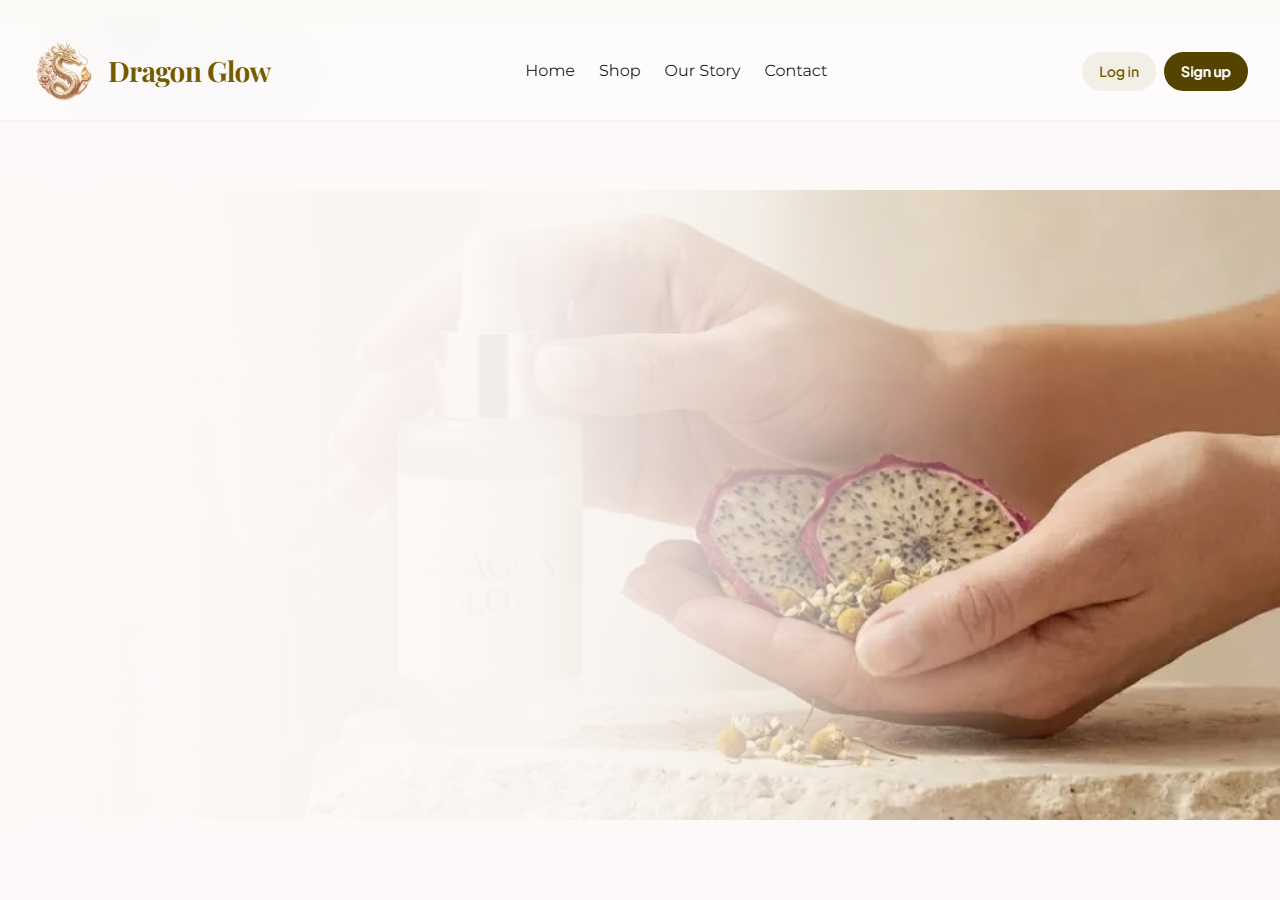 Dragon Glow
Home Shop Our Story Contact
Log in Sign up
DRAGON
GLOW